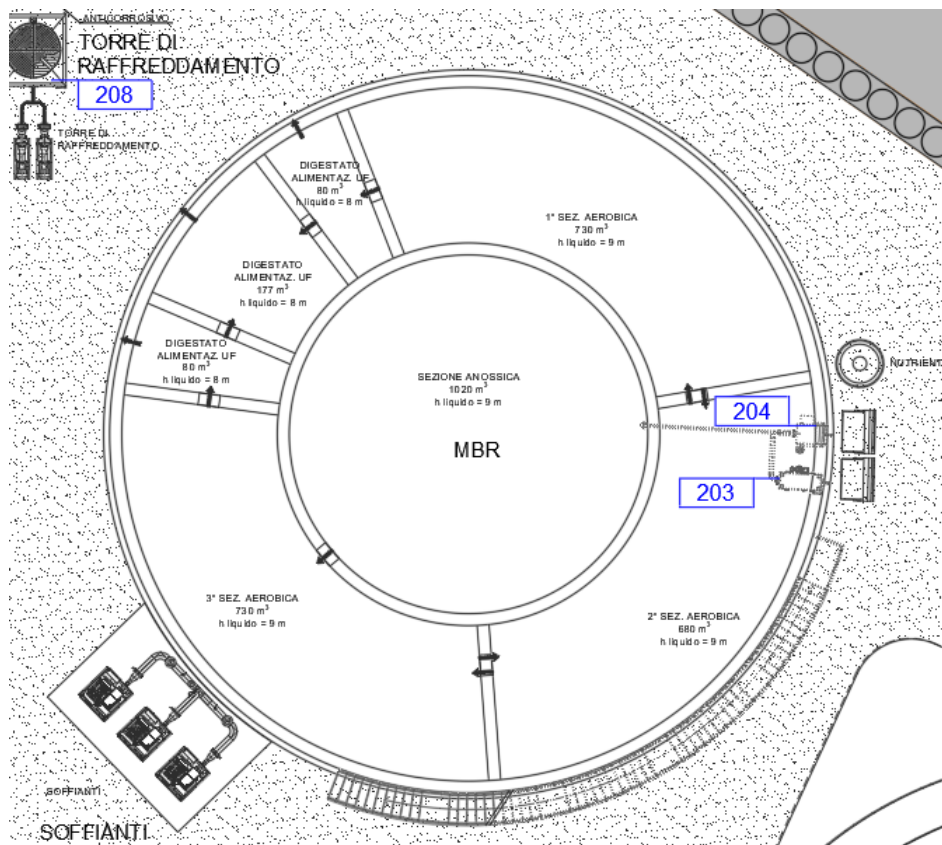 ANTICORROSIVO
TORRE DI
RAFFREDDAMENTO
208
TORRE DI
RAFFREDDAMENTO
DIGESTATO
ALIMENTAZ. UF
80 m³
h liquido = 8 m
1° SEZ. AEROBICA
730 m³
h liquido = 9 m
DIGESTATO
ALIMENTAZ. UF
177 m³
h liquido = 8 m
DIGESTATO
ALIMENTAZ. UF
80 m³
h liquido = 8 m
SEZIONE ANOSSICA
1020 m³
h liquido = 9 m
NUTRIENT
204
MBR
203
3° SEZ. AEROBICA
730 m³
h liquido = 9 m
2° SEZ. AEROBICA
680 m³
h liquido = 9 m
SOFFIANTI
SOFFIANTI